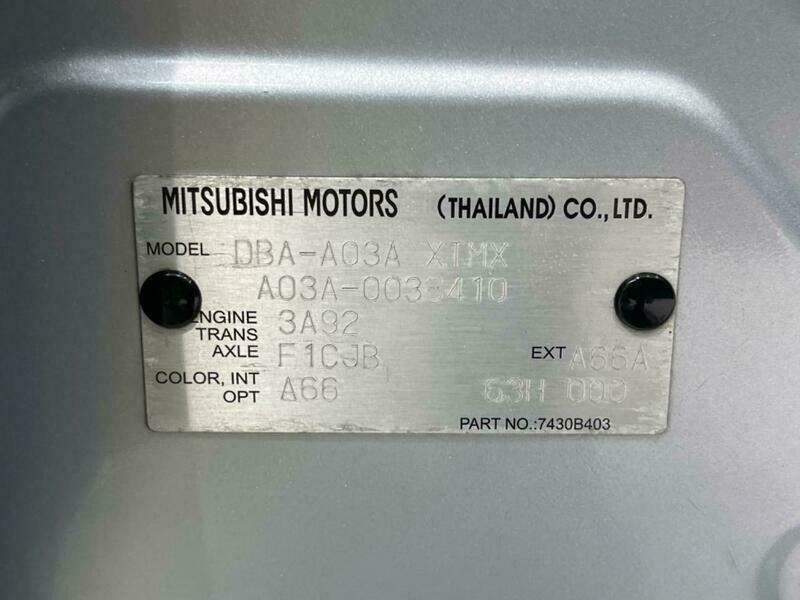 MITSUBISHI MOTORS (THAILAND) CO.,LTD.
MODEL DBA-A03A XTMX
A03A-0038410
ENGINE 3A92
TRANS
AXLE F1CJB EXT A66A
COLOR, INT A66 63H 000
OPT
PART NO.:7430B403